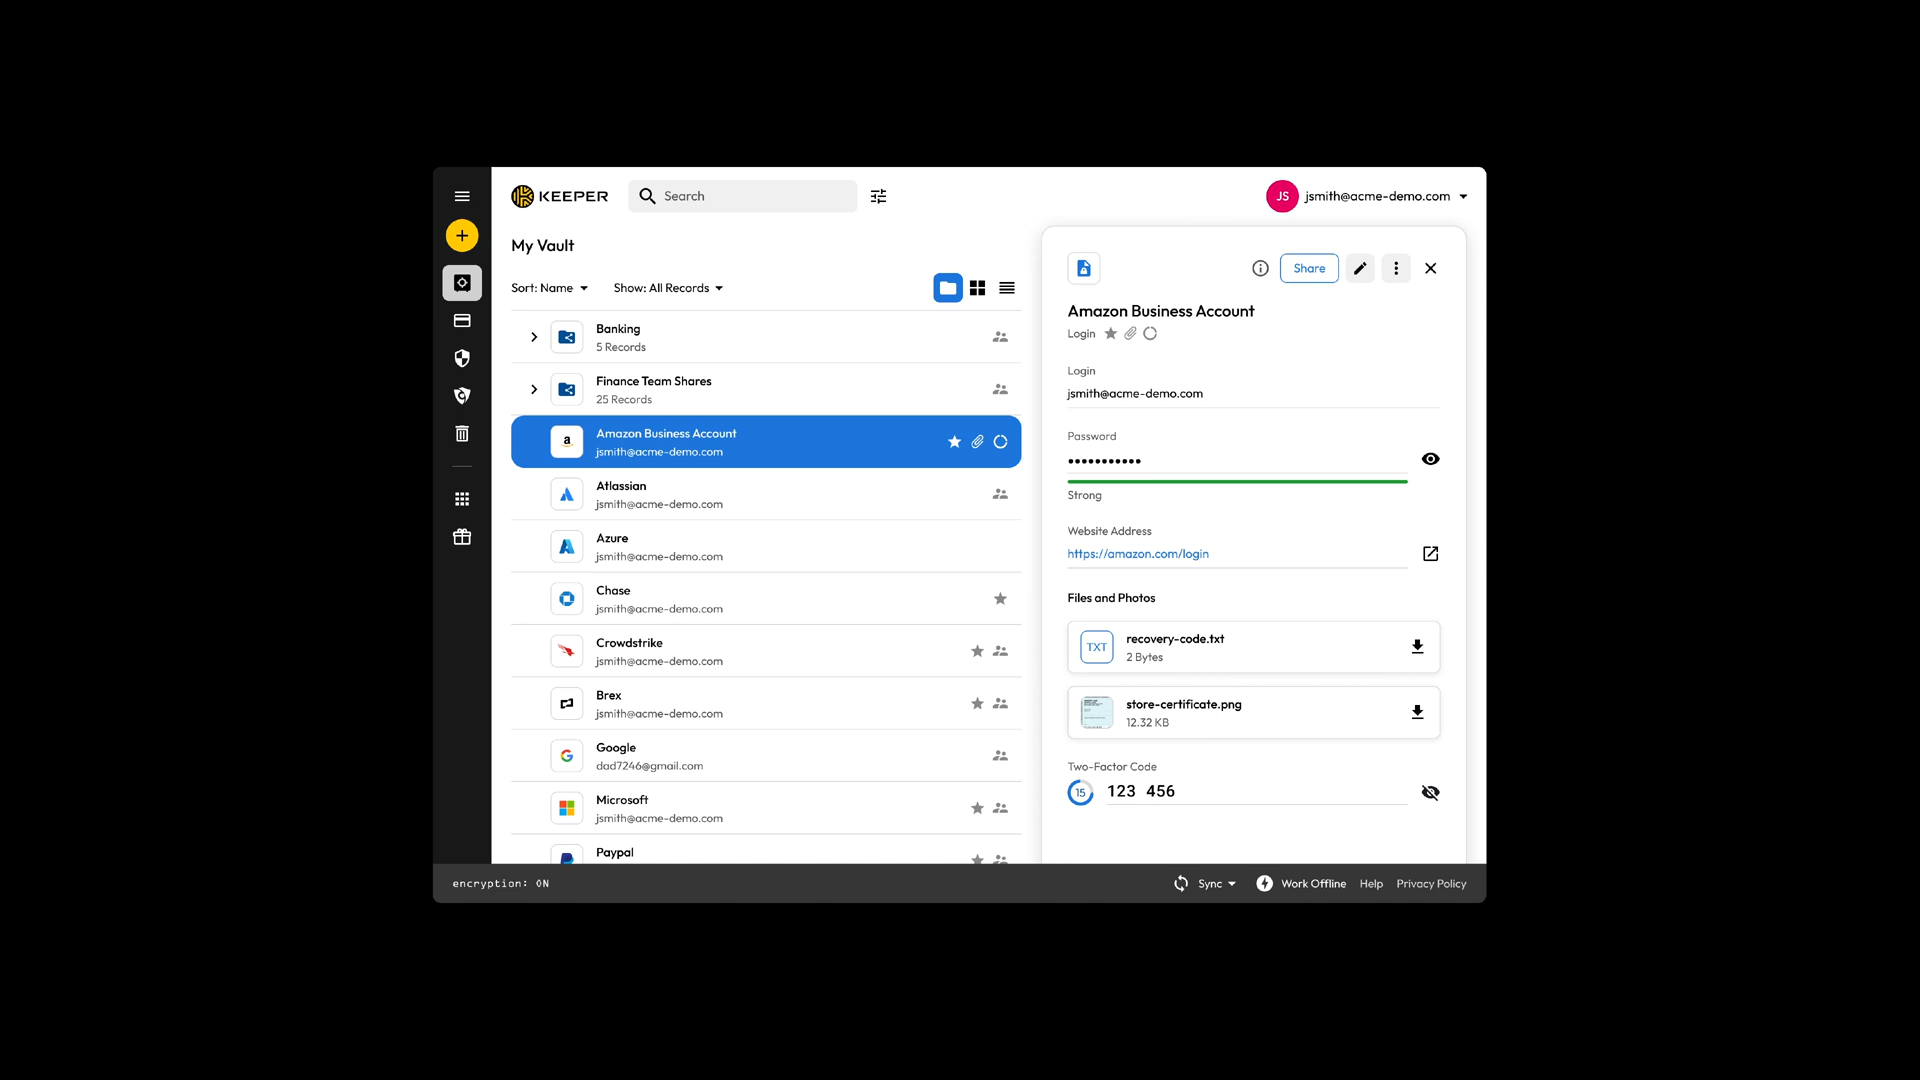 KEEPER
Search
JS
jsmith@acme-demo.com
My Vault
Sort: Name
Show: All Records
Banking
5 Records
Finance Team Shares
25 Records
Amazon Business Account
jsmith@acme-demo.com
Atlassian
jsmith@acme-demo.com
Azure
jsmith@acme-demo.com
Chase
jsmith@acme-demo.com
Crowdstrike
jsmith@acme-demo.com
Brex
jsmith@acme-demo.com
Google
dad7246@gmail.com
Microsoft
jsmith@acme-demo.com
Paypal
Share
Amazon Business Account
Login
Login
jsmith@acme-demo.com
Password
Strong
Website Address
https://amazon.com/login
Files and Photos
TXT
recovery-code.txt
2 Bytes
store-certificate.png
12.32 KB
Two-Factor Code
15
123 456
encryption: ON
Sync
Work Offline
Help
Privacy Policy